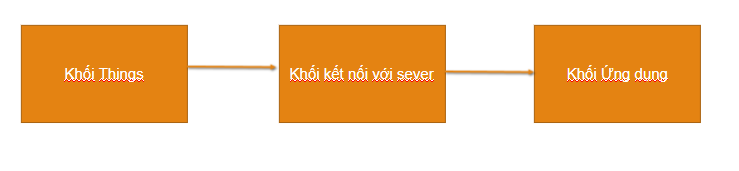 Khối Things
Khối kết nối với sever
Khối Ứng dụng